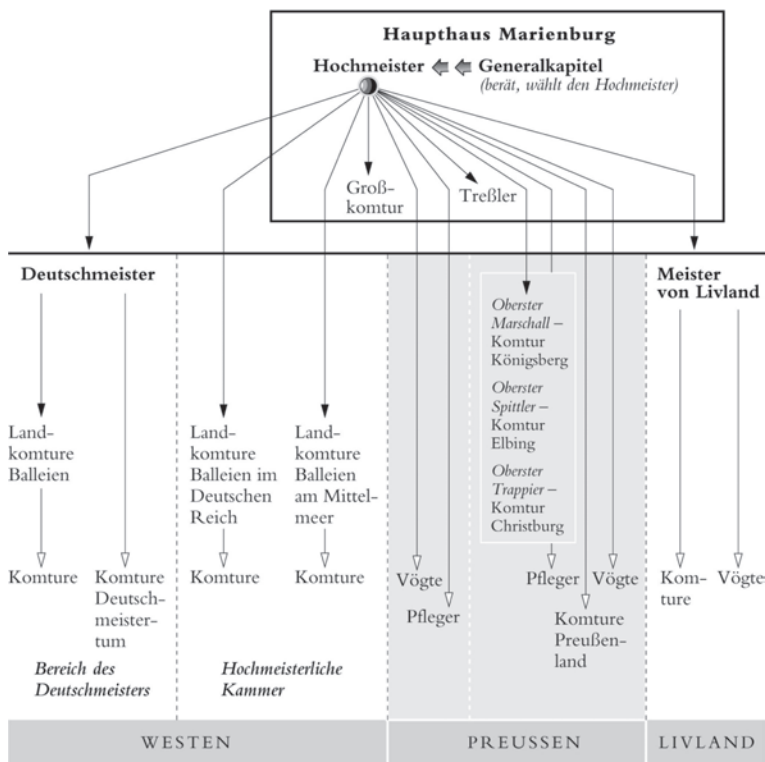 Haupthaus Marienburg
Hochmeister
Generalkapitel
(berät, wählt den Hochmeister)
Groß-
komtur
Treßler
Deutschmeister
Land-
komture
Balleien
Komture
Komture
Deutsch-
meister-
tum
Bereich des
Deutschmeisters
Land-
komture
Balleien im
Deutschen
Reich
Komture
Land-
komture
Balleien
am Mittel-
meer
Komture
Hochmeisterliche
Kammer
Vögte
Pfleger
Oberster
Marschall –
Komtur
Königsberg
Oberster
Spittler –
Komtur
Elbing
Oberster
Trappier –
Komtur
Christburg
Pfleger
Vögte
Komture
Preußen-
land
Meister
von Livland
Kom-
ture
Vögte
WESTEN
PREUSSEN
LIVLAND